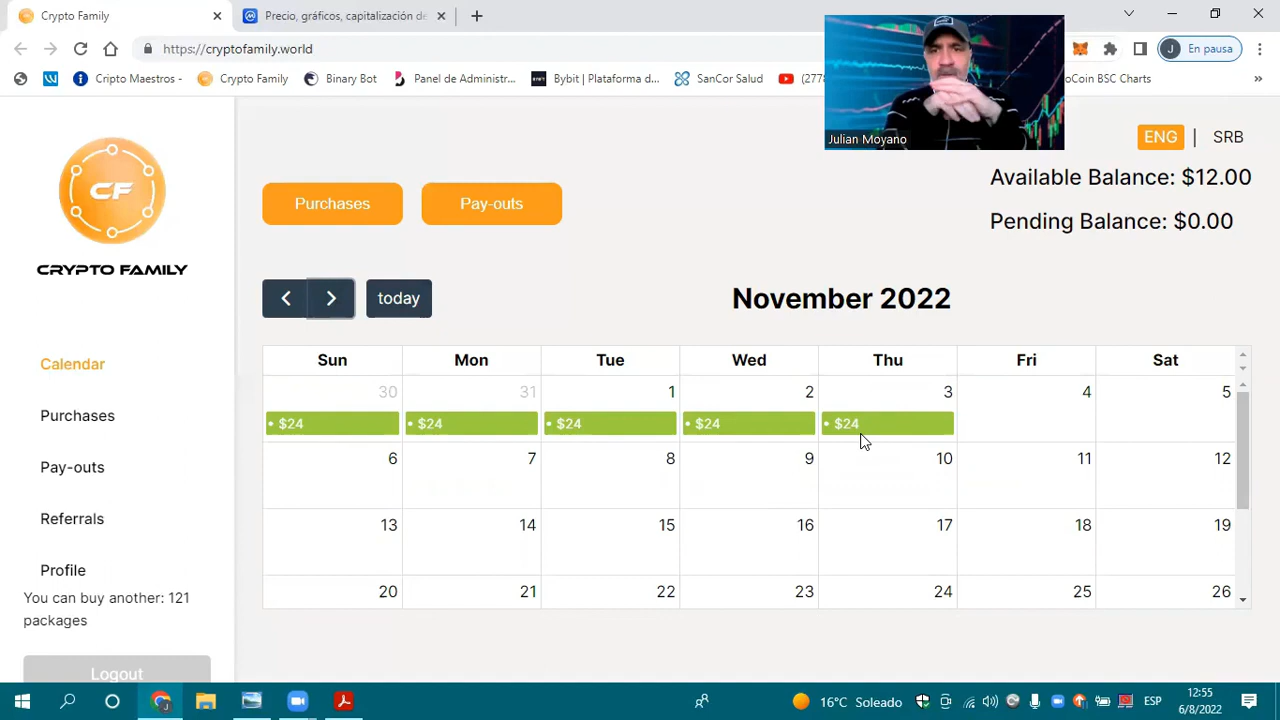 Crypto Family
Precio, gráficos, capitalización de
https://cryptofamily.world
J En pausa
Cripto Maestros -
Crypto Family
Binary Bot
Panel de Administr...
Bybit | Plataforma d...
SanCor Salud
(277
oCoin BSC Charts
»
Julian Moyano
CF
CRYPTO FAMILY
ENG | SRB
Available Balance: $12.00
Pending Balance: $0.00
Purchases
Pay-outs
today
November 2022
Calendar
Purchases
Pay-outs
Referrals
Profile
You can buy another: 121
packages
Logout
Sun Mon Tue Wed Thu Fri Sat
30 31 1 2 3 4 5
• $24 • $24 • $24 • $24 • $24
6 7 8 9 10 11 12
13 14 15 16 17 18 19
20 21 22 23 24 25 26
16°C Soleado
ESP
12:55
6/8/2022